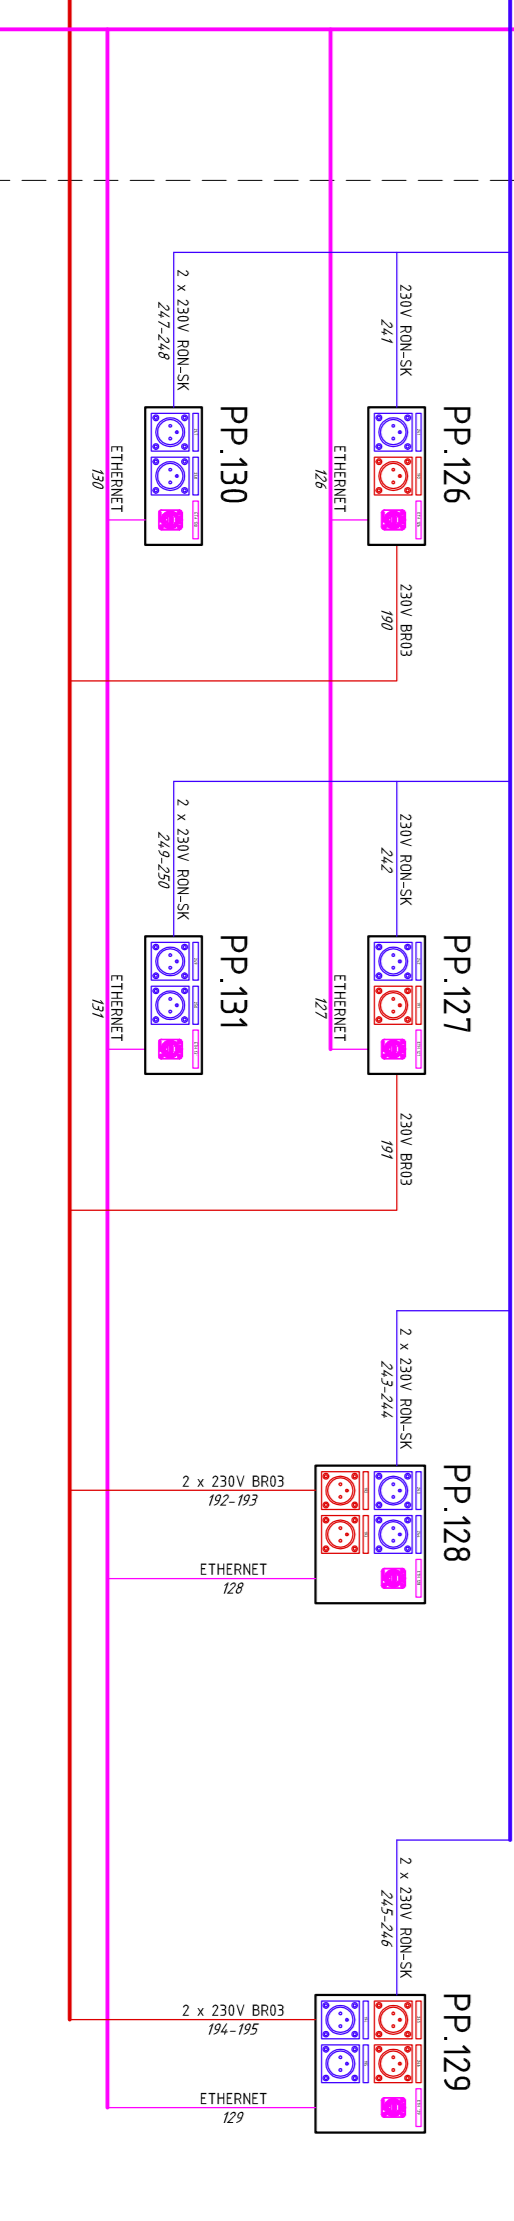 PP.126
230V RON-SK
241
ETHERNET
126
230V BR03
190
PP.130
2 x 230V RON-SK
247-248
ETHERNET
130
PP.127
230V RON-SK
242
ETHERNET
127
230V BR03
191
PP.131
2 x 230V RON-SK
249-250
ETHERNET
131
PP.128
2 x 230V RON-SK
243-244
2 x 230V BR03
192-193
ETHERNET
128
PP.129
2 x 230V RON-SK
245-246
2 x 230V BR03
194-195
ETHERNET
129